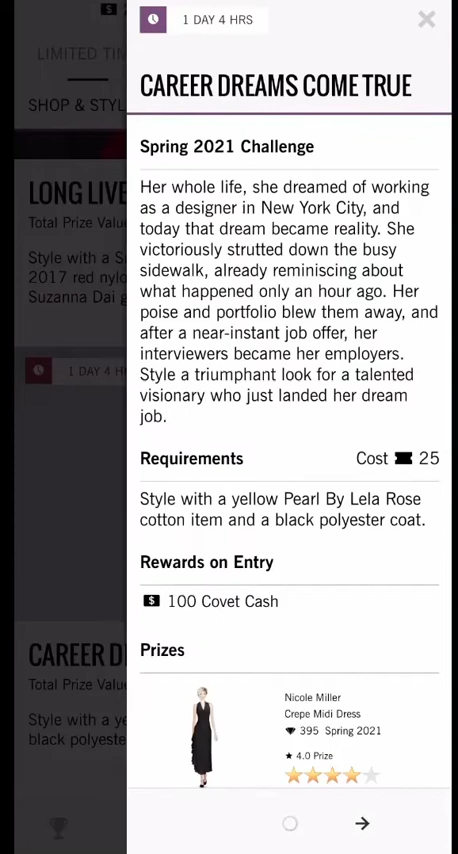 1 DAY 4 HRS
LIMITED TIM
SHOP & STYL
LONG LIVE
Total Prize Value
Style with a S
2017 red nylo
Suzanna Dai g
1 DAY 4 H
CAREER D
Total Prize Value
Style with a ye
black polyeste
CAREER DREAMS COME TRUE
Spring 2021 Challenge
Her whole life, she dreamed of working
as a designer in New York City, and
today that dream became reality. She
victoriously strutted down the busy
sidewalk, already reminiscing about
what happened only an hour ago. Her
poise and portfolio blew them away, and
after a near-instant job offer, her
interviewers became her employers.
Style a triumphant look for a talented
visionary who just landed her dream
job.
Requirements
Cost 25
Style with a yellow Pearl By Lela Rose
cotton item and a black polyester coat.
Rewards on Entry
$ 100 Covet Cash
Prizes
Nicole Miller
Crepe Midi Dress
395 Spring 2021
★ 4.0 Prize